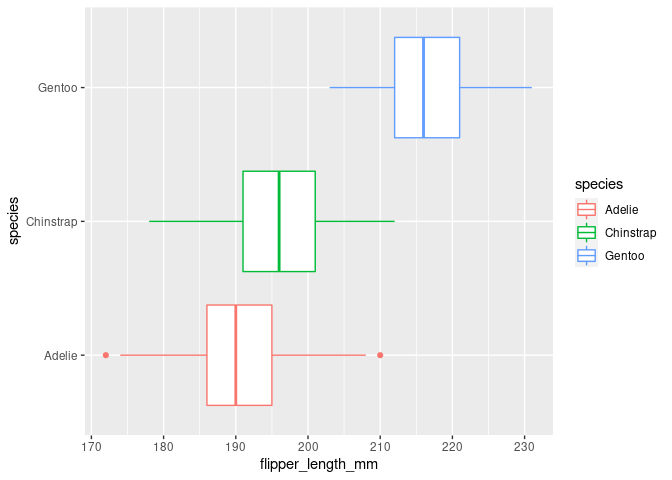 Gentoo
Chinstrap
Adelie
species
170 180 190 200 210 220 230
flipper_length_mm
species
Adelie
Chinstrap
Gentoo